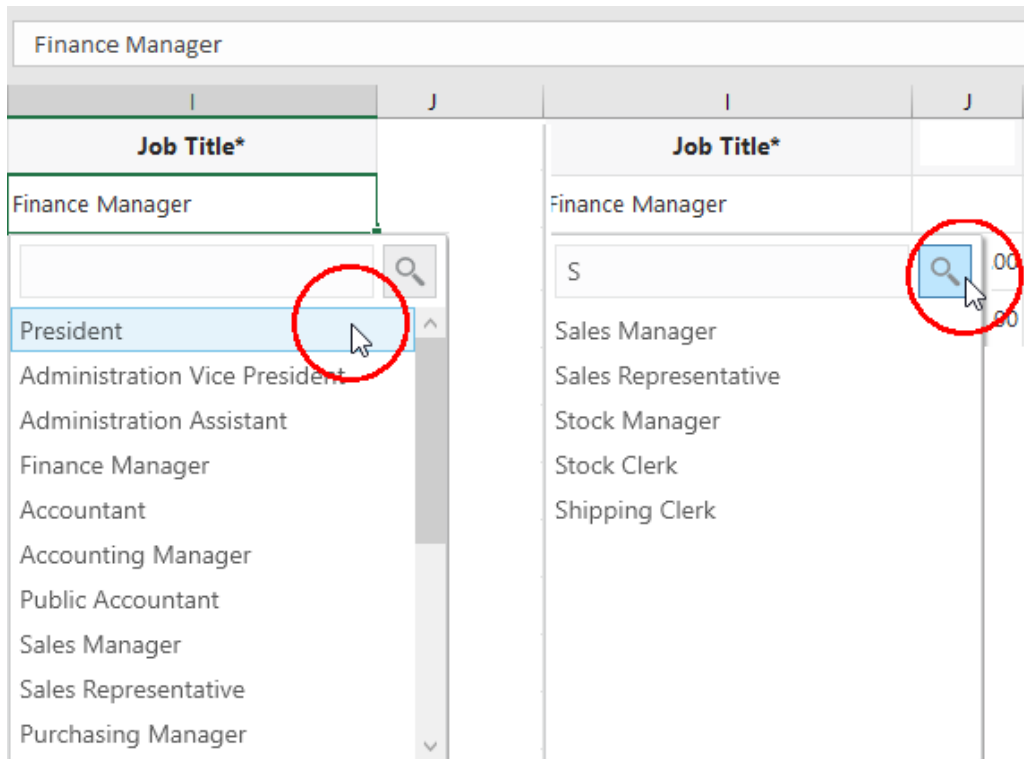 Finance Manager
I
J
Job Title*
Finance Manager
President
Administration Vice President
Administration Assistant
Finance Manager
Accountant
Accounting Manager
Public Accountant
Sales Manager
Sales Representative
Purchasing Manager
I
J
Job Title*
Finance Manager
S
Sales Manager
Sales Representative
Stock Manager
Stock Clerk
Shipping Clerk
.00